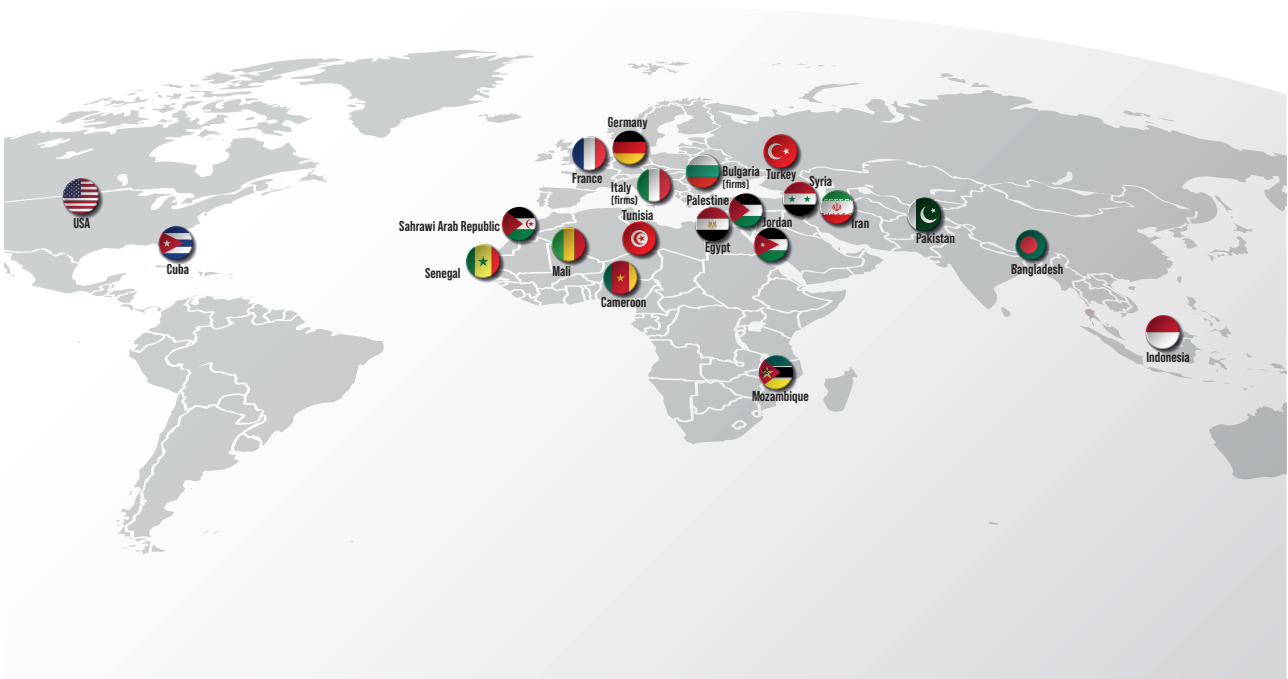 Germany
France
Italy
(firms)
Bulgaria
(firms)
Turkey
Syria
Palestine
Iran
USA
Tunisia
Jordan
Sahrawi Arab Republic
Egypt
Pakistan
Cuba
Senegal
Mali
Bangladesh
Cameroon
Indonesia
Mozambique